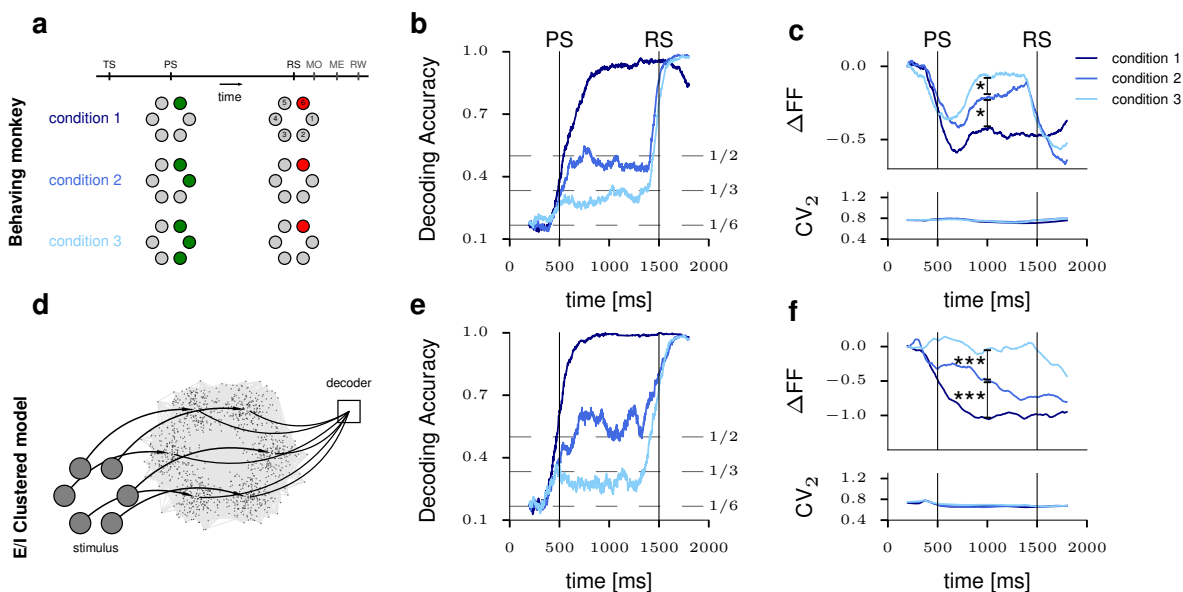 a
TS PS RS MO ME RW
time
Behaving monkey
condition 1
5 6
4 1
3 2
condition 2
condition 3
b
PS RS
Decoding Accuracy
1.0
0.7
0.4
0.1
1/2
1/3
1/6
0 500 1000 1500 2000
time [ms]
c
PS RS
condition 1
condition 2
condition 3
ΔFF
0.0
−0.5
*
*
CV2
1.2
0.8
0.4
0 500 1000 1500 2000
time [ms]
d
E/I Clustered model
decoder
stimulus
e
Decoding Accuracy
1.0
0.7
0.4
0.1
1/2
1/3
1/6
0 500 1000 1500 2000
time [ms]
f
ΔFF
0.0
−0.5
−1.0
***
***
CV2
1.2
0.8
0.4
0 500 1000 1500 2000
time [ms]